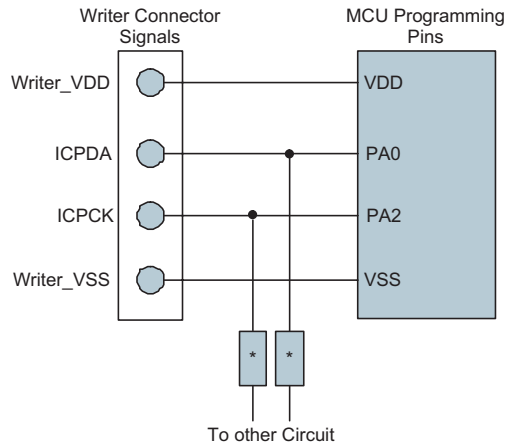 Writer Connector
Signals
MCU Programming
Pins
Writer_VDD
VDD
ICPDA
PA0
ICPCK
PA2
Writer_VSS
VSS
* *
To other Circuit